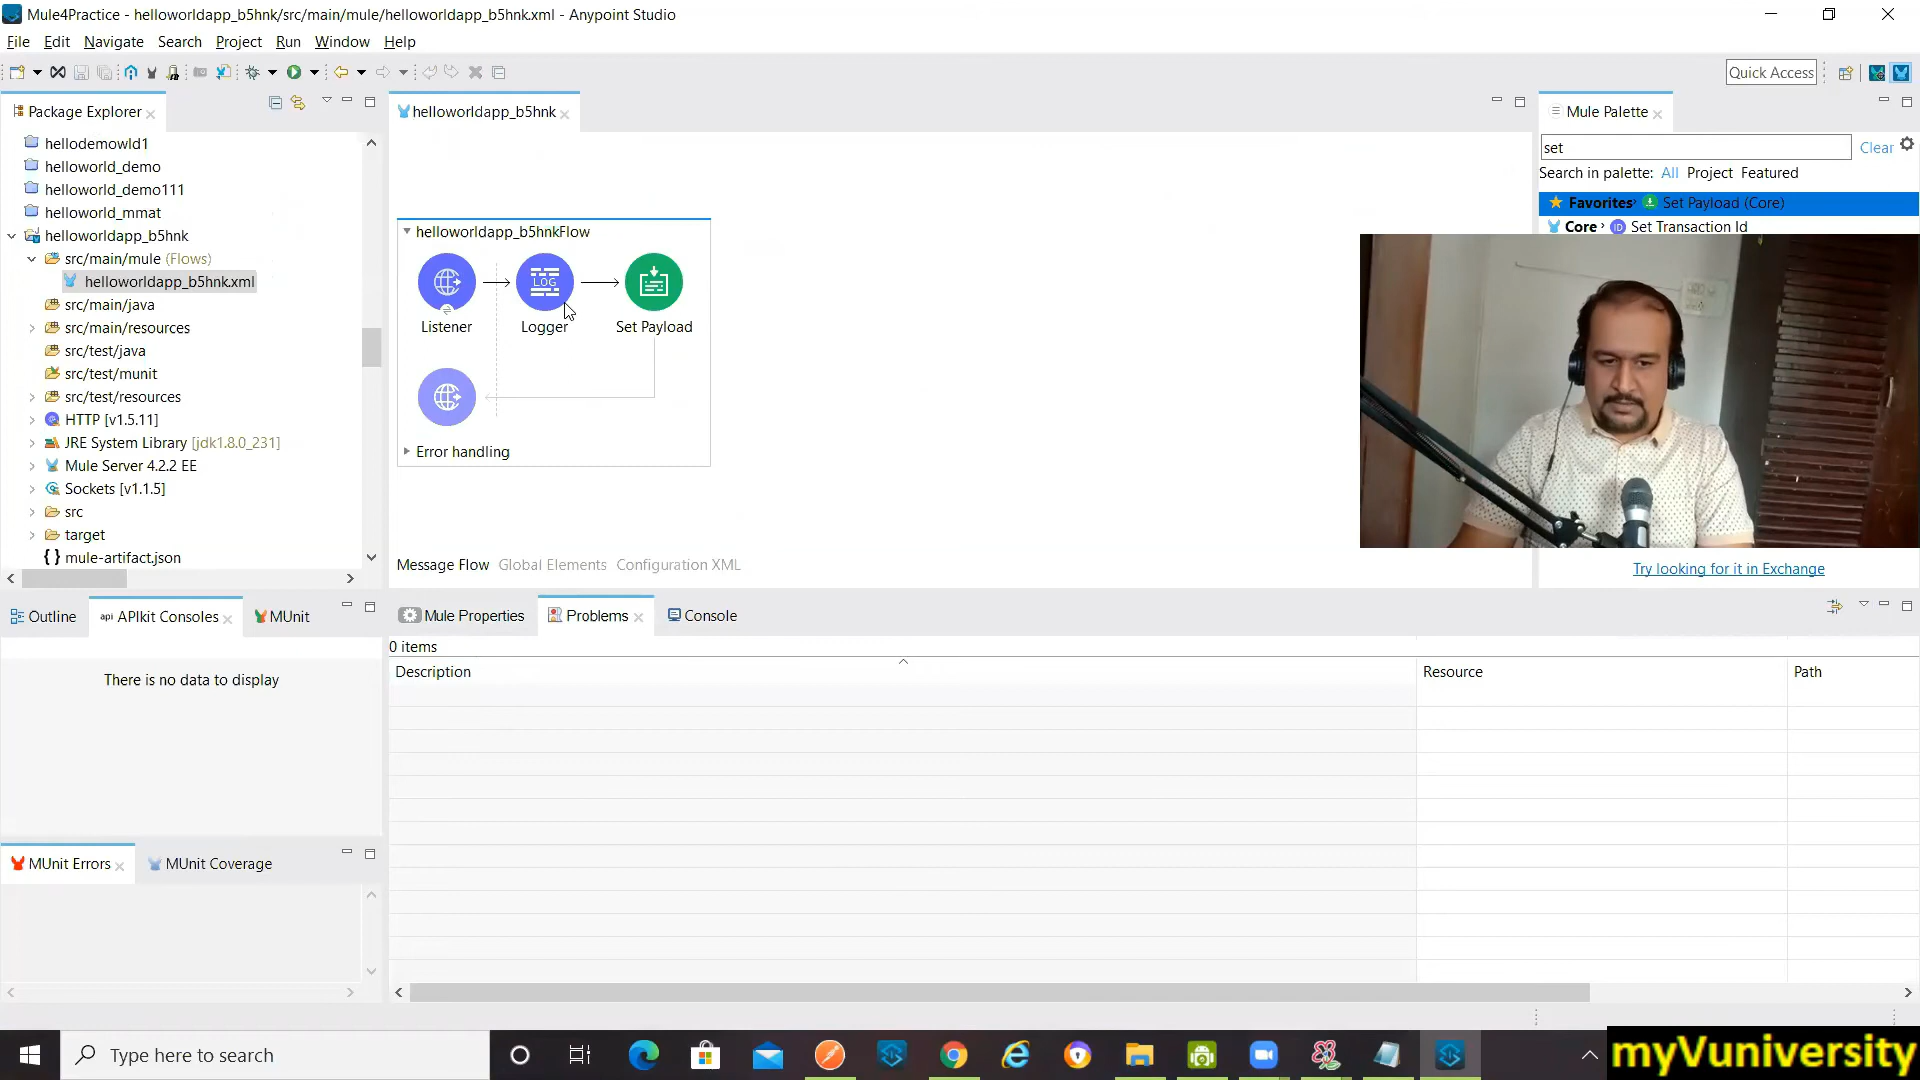 Mule4Practice - helloworldapp_b5hnk/src/main/mule/helloworldapp_b5hnk.xml - Anypoint Studio
File Edit Navigate Search Project Run Window Help
Quick Access
Package Explorer
hellodemowld1
helloworld_demo
helloworld_demo111
helloworld_mmat
helloworldapp_b5hnk
src/main/mule (Flows)
helloworldapp_b5hnk.xml
src/main/java
src/main/resources
src/test/java
src/test/munit
src/test/resources
HTTP [v1.5.11]
JRE System Library [jdk1.8.0_231]
Mule Server 4.2.2 EE
Sockets [v1.1.5]
src
target
mule-artifact.json
helloworldapp_b5hnk
helloworldapp_b5hnkFlow
LOG
Listener Logger Set Payload
Error handling
Message Flow Global Elements Configuration XML
Mule Palette
set
Clear
Search in palette: All Project Featured
Favorites Set Payload (Core)
Core ID Set Transaction Id
Try looking for it in Exchange
Outline api APIkit Consoles MUnit
There is no data to display
MUnit Errors MUnit Coverage
Mule Properties Problems Console
0 items
Description Resource Path
Type here to search
myVuniversity